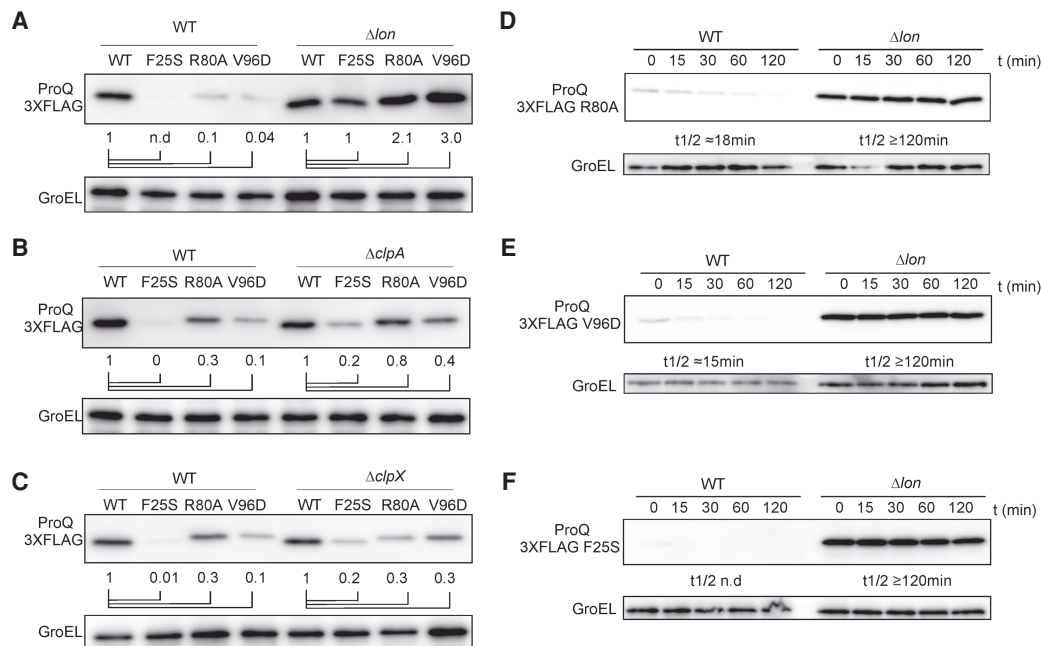 A
WT
Δlon
WT F25S R80A V96D WT F25S R80A V96D
ProQ
3XFLAG
1 n.d 0.1 0.04 1 1 2.1 3.0
GroEL
B
WT
ΔclpA
WT F25S R80A V96D WT F25S R80A V96D
ProQ
3XFLAG
1 0 0.3 0.1 1 0.2 0.8 0.4
GroEL
C
WT
ΔclpX
WT F25S R80A V96D WT F25S R80A V96D
ProQ
3XFLAG
1 0.01 0.3 0.1 1 0.2 0.3 0.3
GroEL
D
WT
Δlon
0 15 30 60 120 0 15 30 60 120 t (min)
ProQ
3XFLAG R80A
t1/2 ≈18min t1/2 ≥120min
GroEL
E
WT
Δlon
0 15 30 60 120 0 15 30 60 120 t (min)
ProQ
3XFLAG V96D
t1/2 ≈15min t1/2 ≥120min
GroEL
F
WT
Δlon
0 15 30 60 120 0 15 30 60 120 t (min)
ProQ
3XFLAG F25S
t1/2 n.d t1/2 ≥120min
GroEL